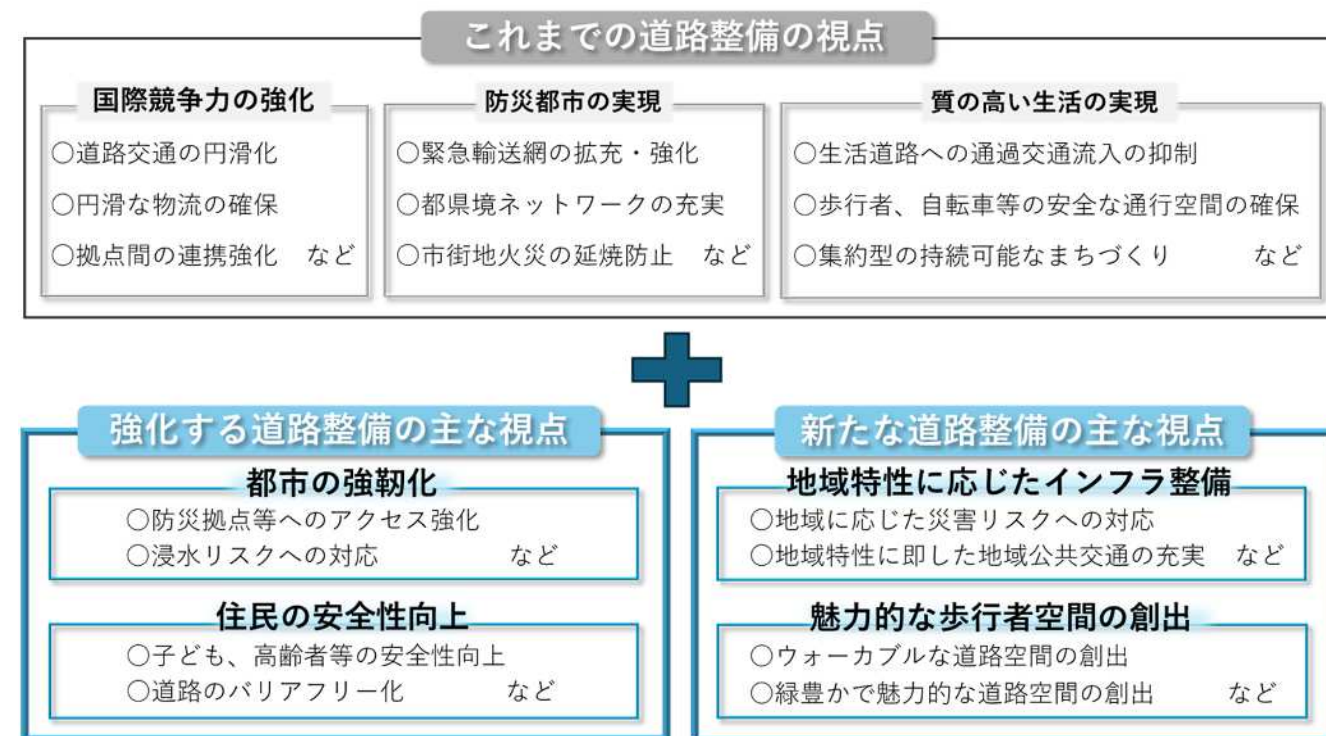 これまでの道路整備の視点
国際競争力の強化
○道路交通の円滑化
○円滑な物流の確保
○拠点間の連携強化　など
防災都市の実現
○緊急輸送網の拡充・強化
○都県境ネットワークの充実
○市街地火災の延焼防止　など
質の高い生活の実現
○生活道路への通過交通流入の抑制
○歩行者、自転車等の安全な通行空間の確保
○集約型の持続可能なまちづくり　など
強化する道路整備の主な視点
都市の強靭化
○防災拠点等へのアクセス強化
○浸水リスクへの対応　など
住民の安全性向上
○子ども、高齢者等の安全性向上
○道路のバリアフリー化　など
新たな道路整備の主な視点
地域特性に応じたインフラ整備
○地域に応じた災害リスクへの対応
○地域特性に即した地域公共交通の充実　など
魅力的な歩行者空間の創出
○ウォーカブルな道路空間の創出
○緑豊かで魅力的な道路空間の創出　など